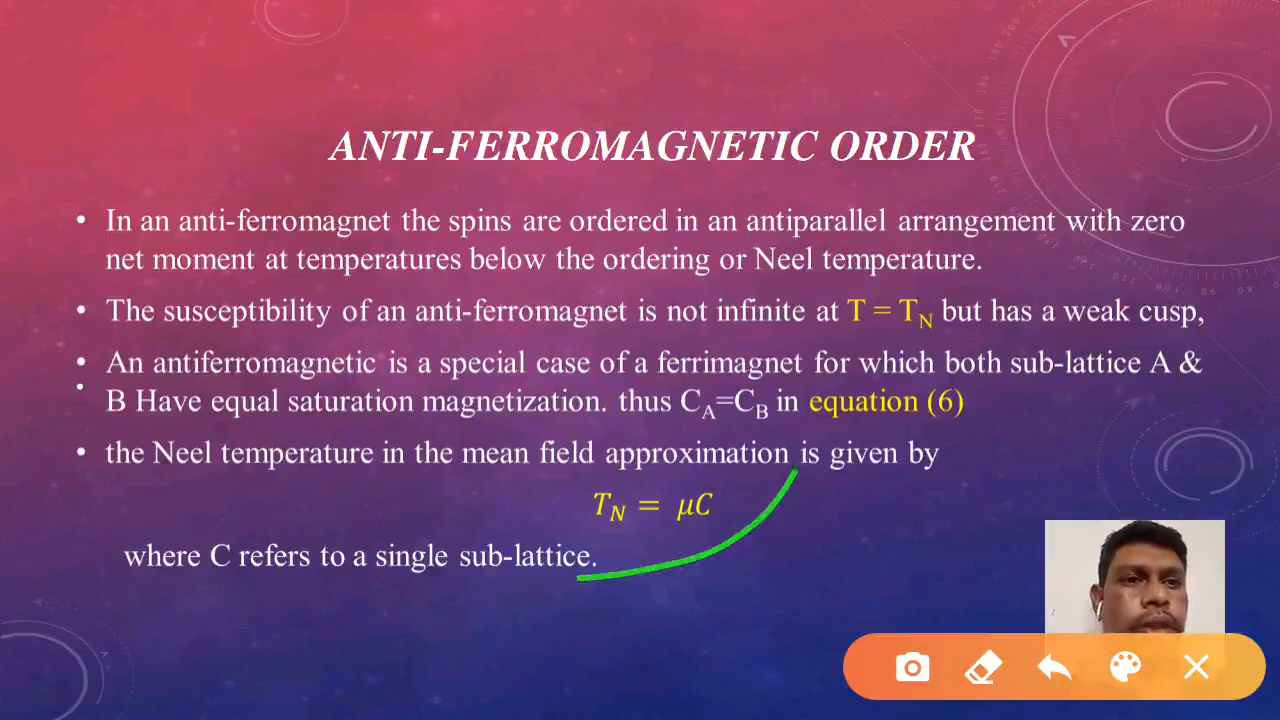 ANTI-FERROMAGNETIC ORDER
• In an anti-ferromagnet the spins are ordered in an antiparallel arrangement with zero
net moment at temperatures below the ordering or Neel temperature.
• The susceptibility of an anti-ferromagnet is not infinite at T = T_N but has a weak cusp,
• An antiferromagnetic is a special case of a ferrimagnet for which both sub-lattice A &
• B Have equal saturation magnetization. thus C_A=C_B in equation (6)
• the Neel temperature in the mean field approximation is given by
T_N = μC
where C refers to a single sub-lattice.